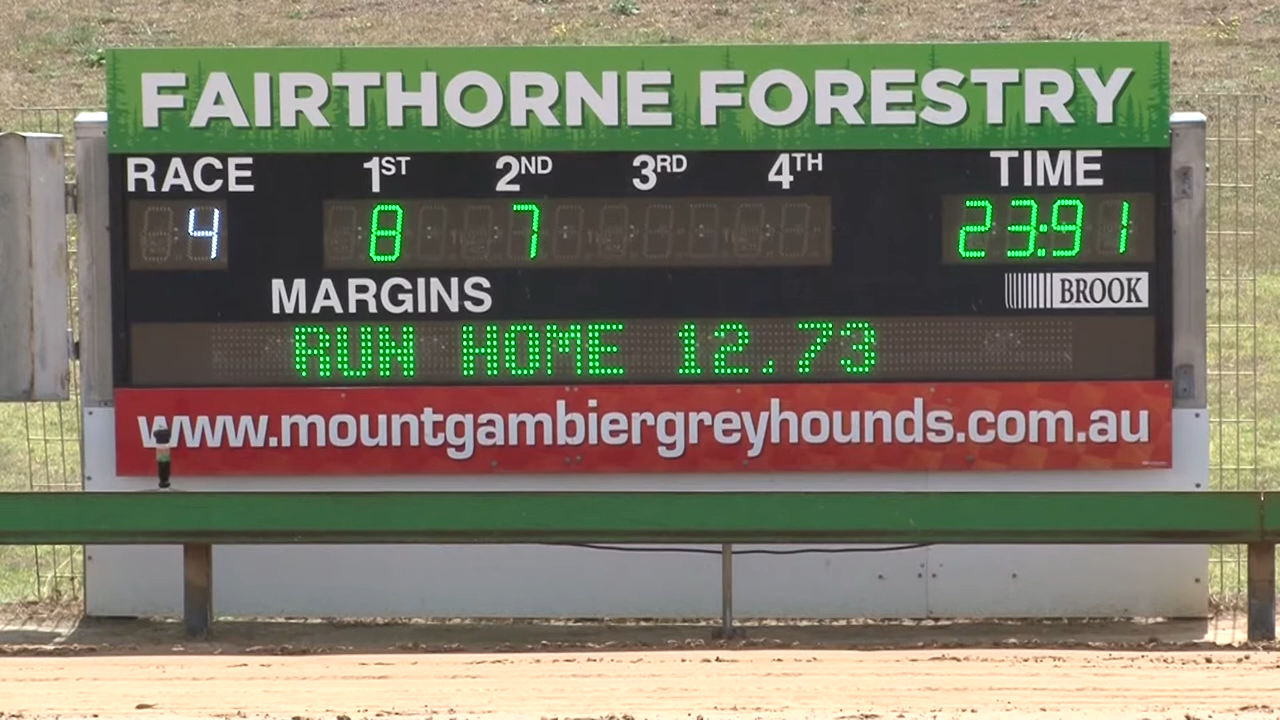 FAIRTHORNE FORESTRY
RACE 1ST 2ND 3RD 4TH TIME
4 8 7 23:91
MARGINS
BROOK
RUN HOME 12.73
www.mountgambiergreyhounds.com.au